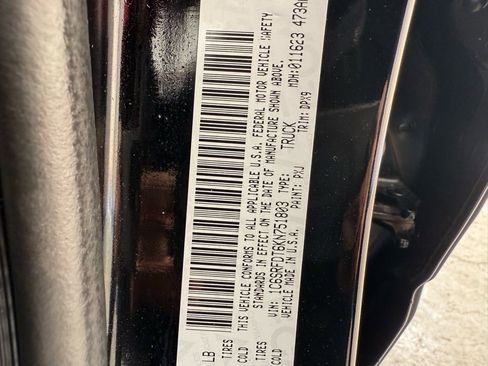 LB
TIRES
COLD
THIS VEHICLE CONFORMS TO ALL APPLICABLE U.S.A. FEDERAL MOTOR VEHICLE SAFETY
STANDARDS IN EFFECT ON THE DATE OF MANUFACTURE SHOWN ABOVE.
VIN: 1C6SRFDT6KN751803 TYPE: TRUCK MDH:011623 473A
VEHICLE MADE IN U.S.A. PAINT: PXJ TRIM: DPX9
TIRES
COLD